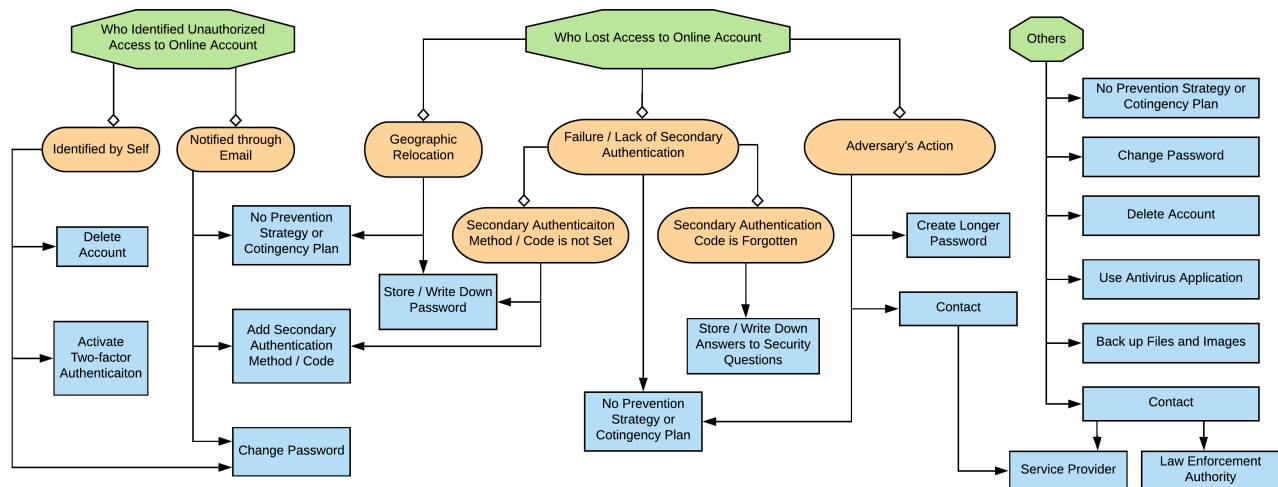 Who Identified Unauthorized
Access to Online Account
Who Lost Access to Online Account
Others
Identified by Self
Notified through
Email
Geographic
Relocation
Failure / Lack of Secondary
Authentication
Adversary's Action
No Prevention Strategy or
Cotingency Plan
Change Password
Delete Account
Use Antivirus Application
Back up Files and Images
Contact
Service Provider
Law Enforcement
Authority
Delete
Account
Activate
Two-factor
Authenticaiton
No Prevention
Strategy or
Cotingency Plan
Add Secondary
Authentication
Method / Code
Change Password
Secondary Authenticaiton
Method / Code is not Set
Store / Write Down
Password
Secondary Authentication
Code is Forgotten
Store / Write Down
Answers to Security
Questions
No Prevention
Strategy or
Cotingency Plan
Create Longer
Password
Contact